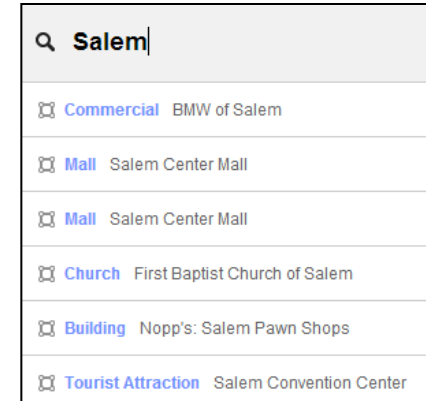 Salem
Commercial BMW of Salem
Mall Salem Center Mall
Mall Salem Center Mall
Church First Baptist Church of Salem
Building Nopp's: Salem Pawn Shops
Tourist Attraction Salem Convention Center